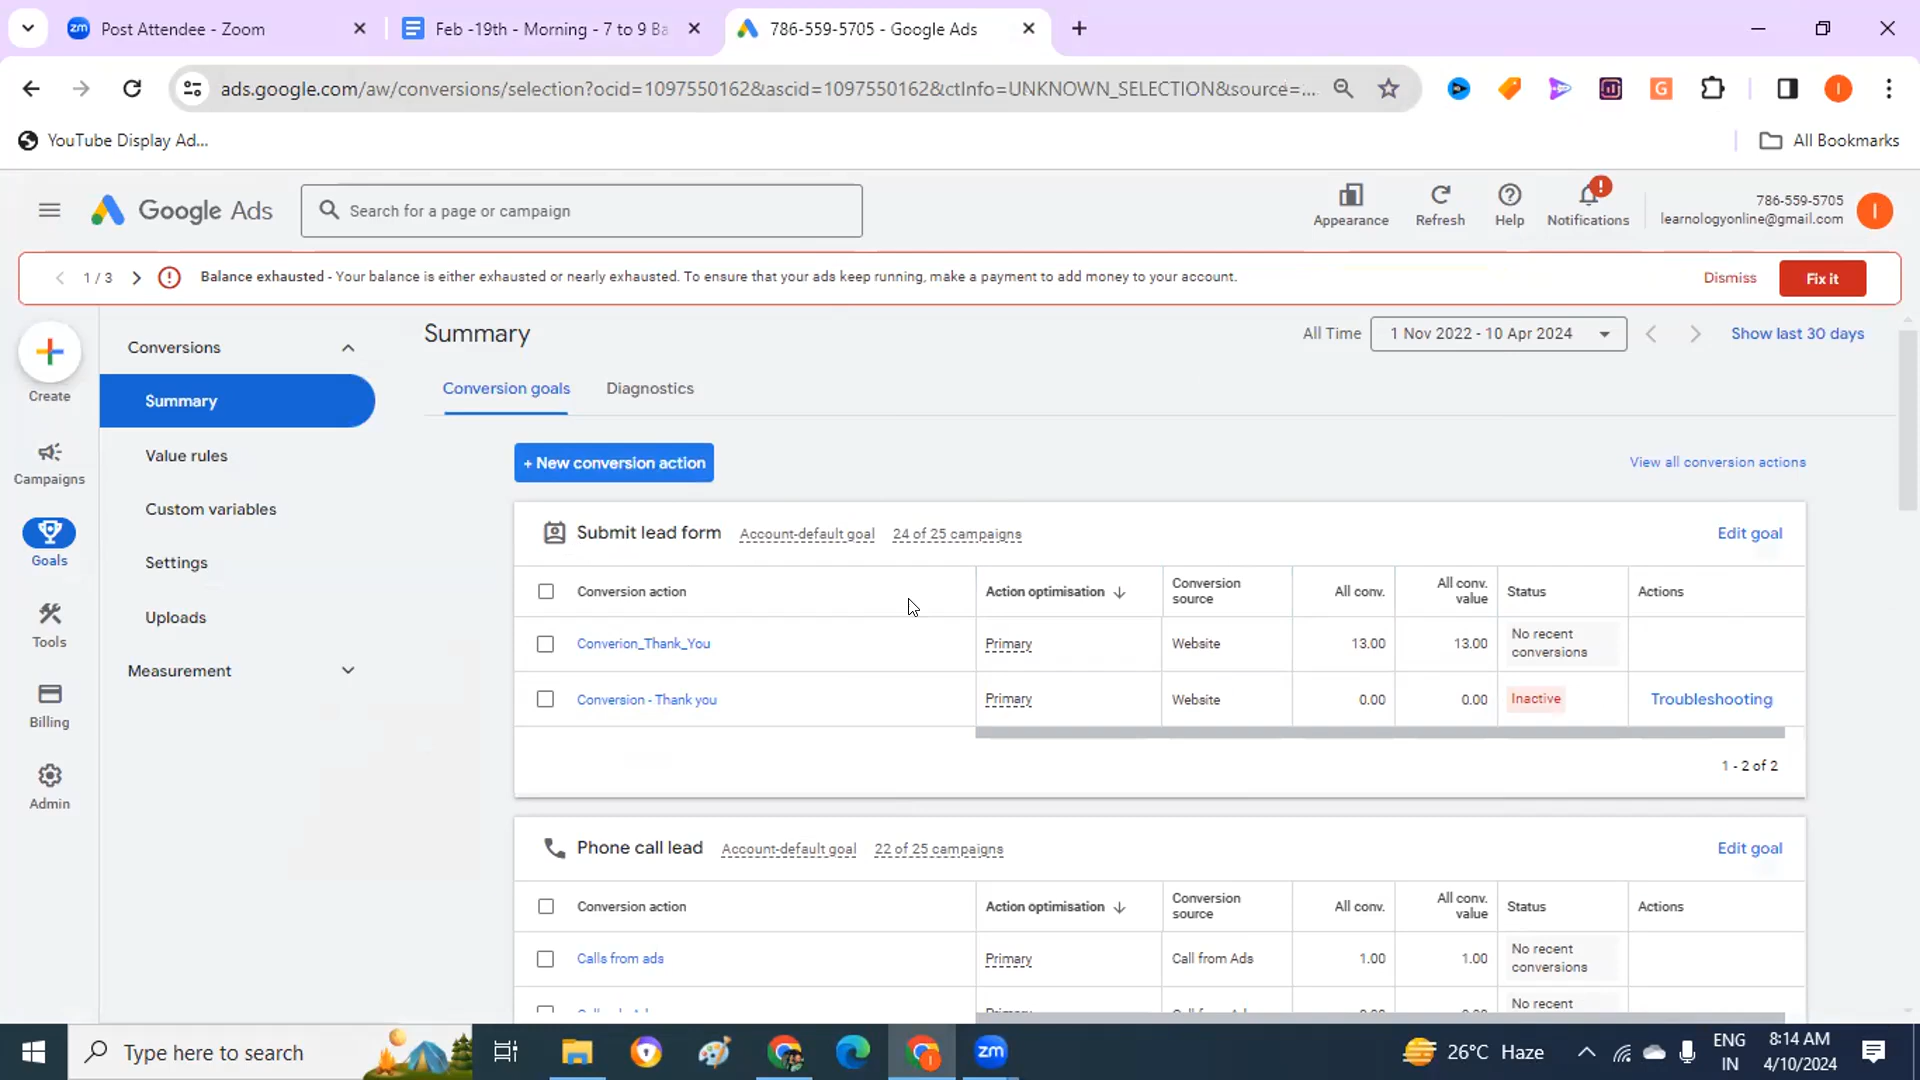 Post Attendee - Zoom
Feb -19th - Morning - 7 to 9 Ba
786-559-5705 - Google Ads
ads.google.com/aw/conversions/selection?ocid=1097550162&ascid=1097550162&ctInfo=UNKNOWN_SELECTION&source=...
YouTube Display Ad...
All Bookmarks
Google Ads
Search for a page or campaign
Appearance
Refresh
Help
Notifications
786-559-5705
learnologyonline@gmail.com
1 / 3
Balance exhausted - Your balance is either exhausted or nearly exhausted. To ensure that your ads keep running, make a payment to add money to your account.
Dismiss
Fix it
Create
Campaigns
Goals
Tools
Billing
Admin
Conversions
Summary
Value rules
Custom variables
Settings
Uploads
Measurement
Summary
All Time
1 Nov 2022 - 10 Apr 2024
Show last 30 days
Conversion goals
Diagnostics
+ New conversion action
View all conversion actions
Submit lead form Account-default goal 24 of 25 campaigns Edit goal
Conversion action Action optimisation Conversion source All conv. All conv. value Status Actions
Converion_Thank_You Primary Website 13.00 13.00 No recent conversions
Conversion - Thank you Primary Website 0.00 0.00 Inactive Troubleshooting
1 - 2 of 2
Phone call lead Account-default goal 22 of 25 campaigns Edit goal
Conversion action Action optimisation Conversion source All conv. All conv. value Status Actions
Calls from ads Primary Call from Ads 1.00 1.00 No recent conversions
No recent
Type here to search
zm
26°C Haze
ENG
IN
8:14 AM
4/10/2024